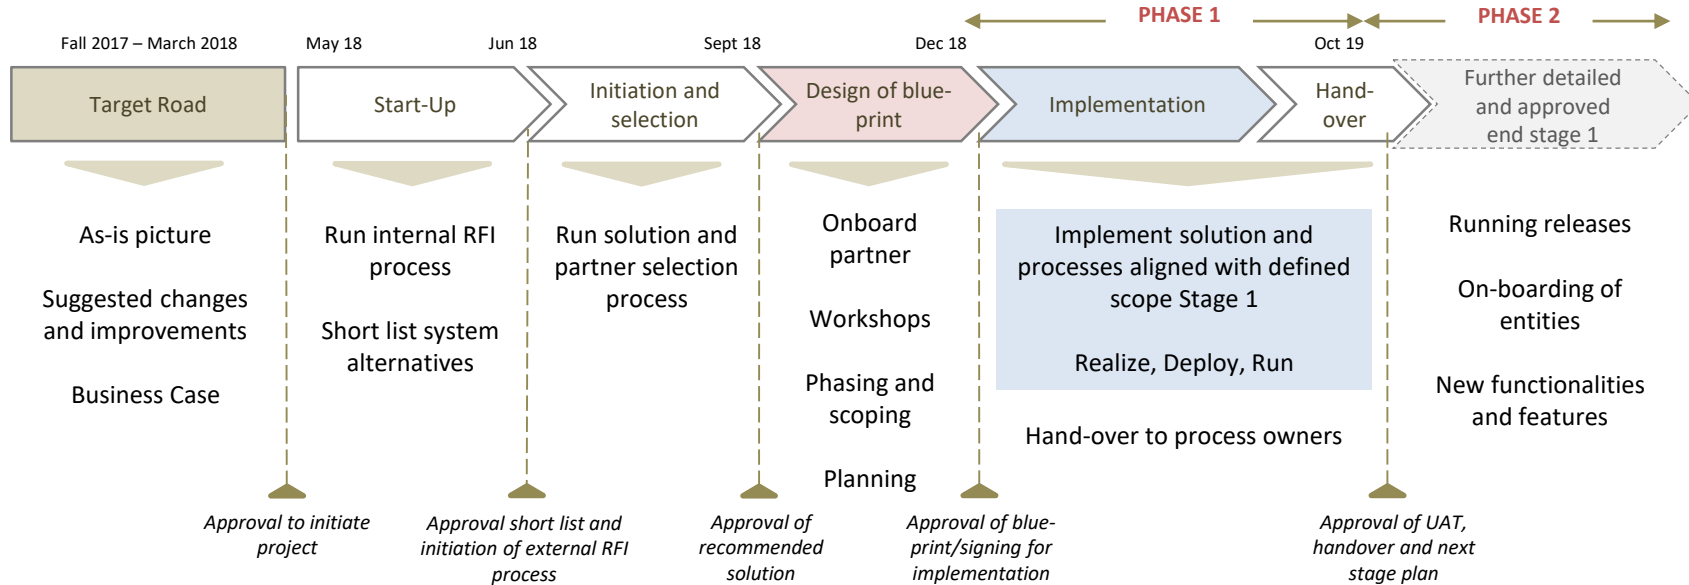 PHASE 1
PHASE 2
Fall 2017 – March 2018
May 18
Jun 18
Sept 18
Dec 18
Oct 19
Target Road
Start-Up
Initiation and
selection
Design of blue-
print
Implementation
Hand-
over
Further detailed
and approved
end stage 1
As-is picture
Suggested changes
and improvements
Business Case
Run internal RFI
process
Short list system
alternatives
Run solution and
partner selection
process
Onboard
partner
Workshops
Phasing and
scoping
Planning
Implement solution and
processes aligned with defined
scope Stage 1
Realize, Deploy, Run
Hand-over to process owners
Running releases
On-boarding of
entities
New functionalities
and features
Approval to initiate
project
Approval short list and
initiation of external RFI
process
Approval of
recommended
solution
Approval of blue-
print/signing for
implementation
Approval of UAT,
handover and next
stage plan